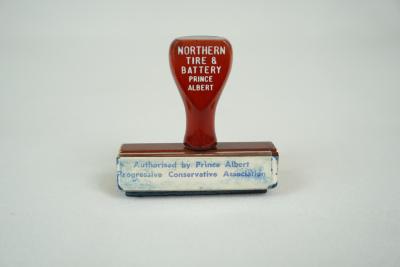 NORTHERN
TIRE &
BATTERY
PRINCE
ALBERT
Authorised by Prince Albert
Progressive Conservative Association